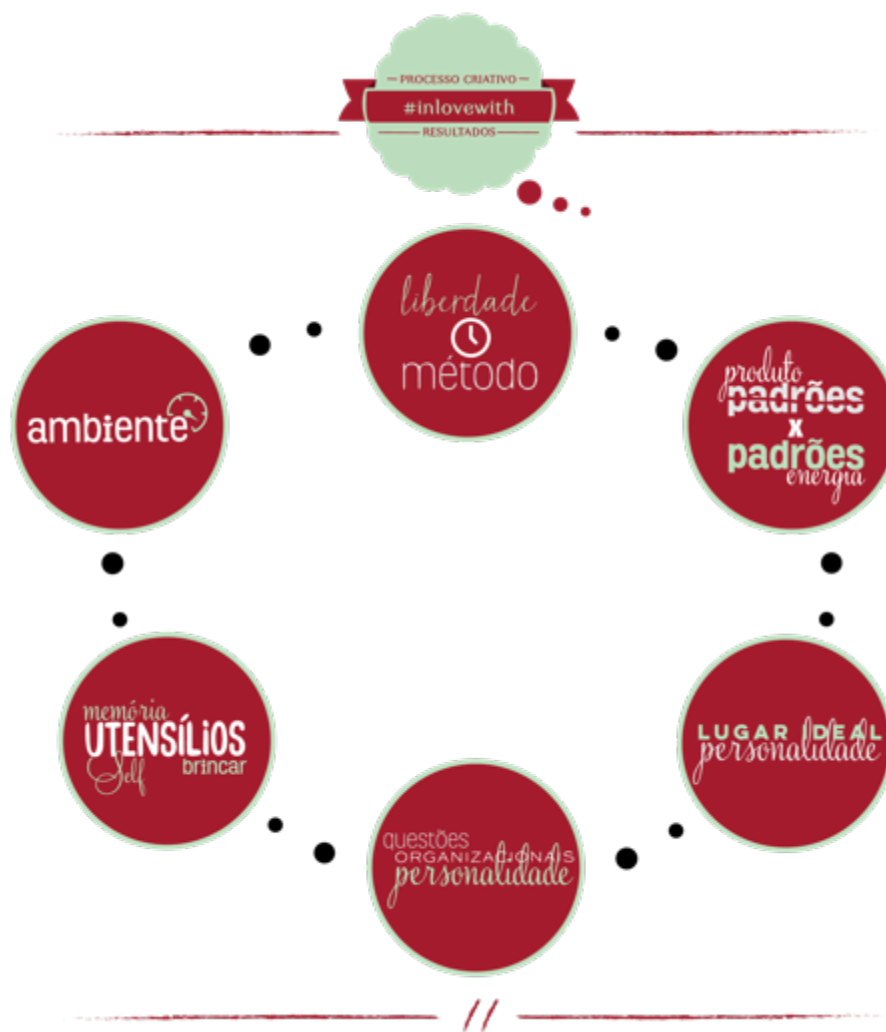 PROCESSO CRIATIVO
#inlovewith
RESULTADOS
liberdade
método
produto
padrões
x
padrões
energia
LUGAR IDEAL
personalidade
questões
ORGANIZACIONAIS
personalidade
memória
UTENSÍLIOS
Self
brincar
ambiente